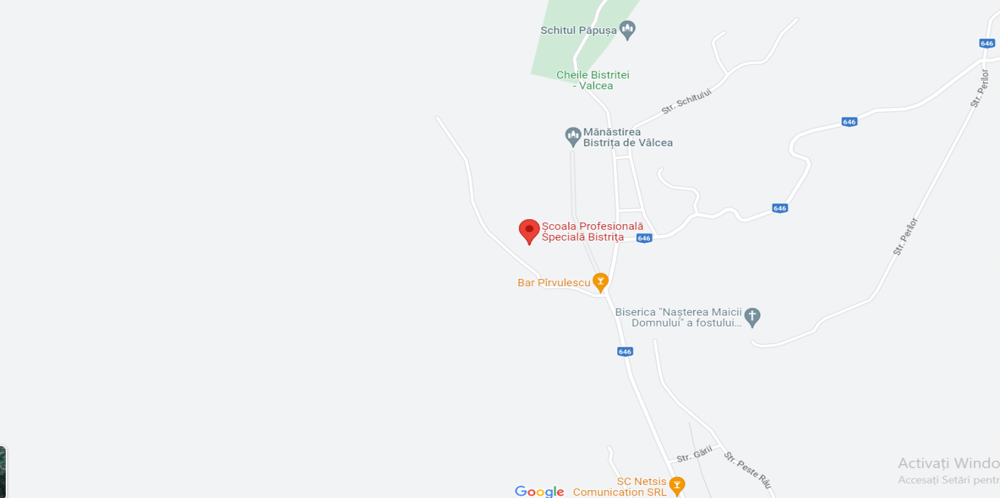 Schitul Păpușa
646
Cheile Bistritei
- Valcea
Str. Schitului
Str. Perilor
646
Mănăstirea
Bistrița de Vâlcea
646
Școala Profesională
Specială Bistrița
646
Str. Perilor
Bar Pîrvulescu
Biserica "Nașterea Maicii
Domnului" a fostului...
646
Str. Gării
Str. Peste Râu
Activați Windo
Accesați Setări pentr
SC Netsis
Comunication SRL
Google